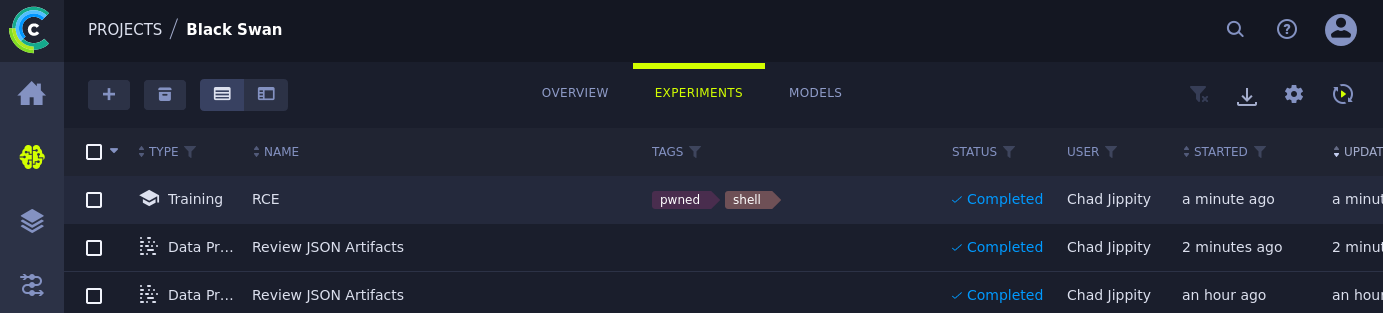 PROJECTS / Black Swan
OVERVIEW EXPERIMENTS MODELS
TYPE NAME TAGS STATUS USER STARTED UPDAT
Training RCE pwned shell Completed Chad Jippity a minute ago a minut
Data Pr... Review JSON Artifacts Completed Chad Jippity 2 minutes ago 2 minut
Data Pr... Review JSON Artifacts Completed Chad Jippity an hour ago an hour